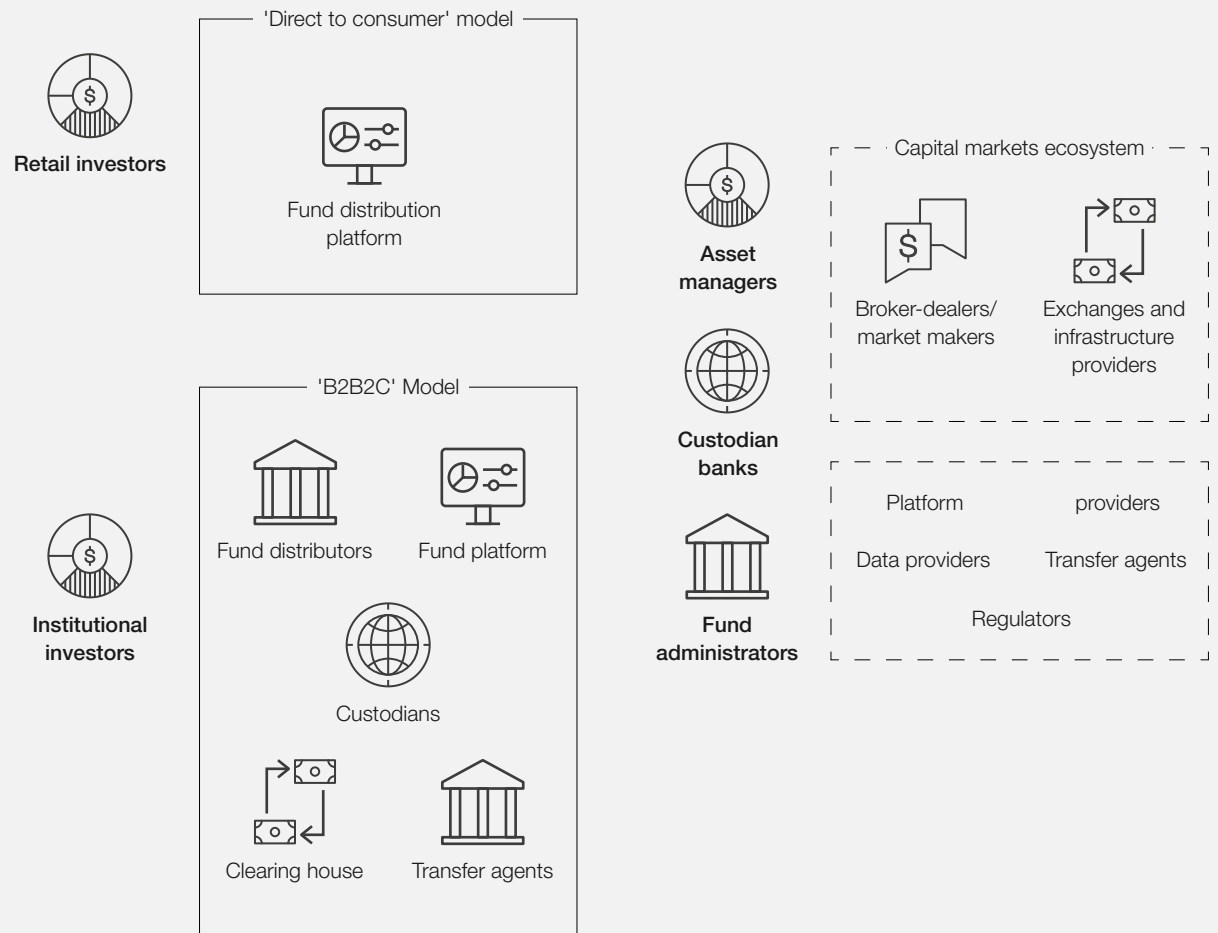 'Direct to consumer' model
Retail investors
Fund distribution
platform
'B2B2C' Model
Institutional
investors
Fund distributors
Fund platform
Custodians
Clearing house
Transfer agents
Asset
managers
Custodian
banks
Fund
administrators
Capital markets ecosystem
Broker-dealers/
market makers
Exchanges and
infrastructure
providers
Platform providers
Data providers
Transfer agents
Regulators